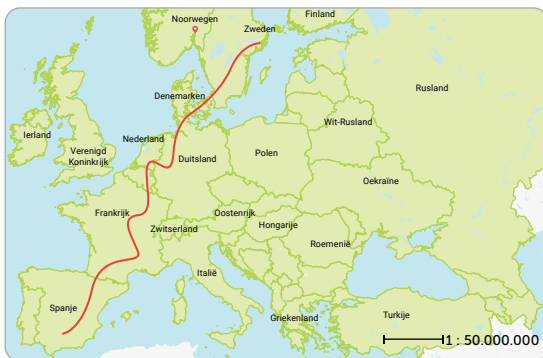 Finland
Noorwegen
Zweden
Rusland
Denemarken
Wit-Rusland
Ierland
Nederland
Verenigd
Koninkrijk
Duitsland
Polen
Oekraïne
Frankrijk
Oostenrijk
Zwitserland
Hongarije
Roemenië
Italië
Spanje
Griekenland
Turkije
1 : 50.000.000